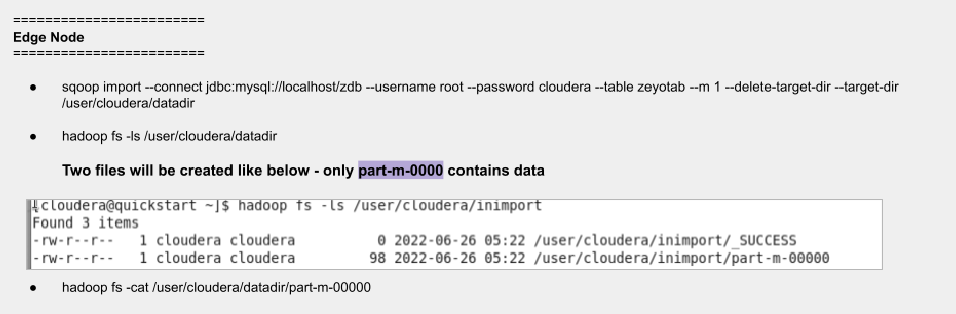 ========================
Edge Node
========================
● sqoop import --connect jdbc:mysql://localhost/zdb --username root --password cloudera --table zeyotab --m 1 --delete-target-dir --target-dir
/user/cloudera/datadir
● hadoop fs -ls /user/cloudera/datadir
Two files will be created like below - only part-m-0000 contains data
[cloudera@quickstart ~]$ hadoop fs -ls /user/cloudera/inimport
Found 3 items
-rw-r--r--   1 cloudera cloudera          0 2022-06-26 05:22 /user/cloudera/inimport/_SUCCESS
-rw-r--r--   1 cloudera cloudera         98 2022-06-26 05:22 /user/cloudera/inimport/part-m-00000
● hadoop fs -cat /user/cloudera/datadir/part-m-00000